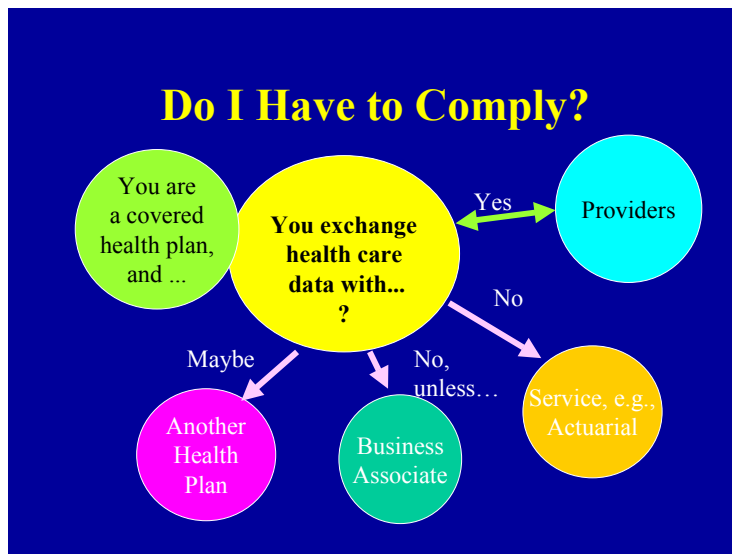 Do I Have to Comply?
You are
a covered
health plan,
and ...
You exchange
health care
data with...
?
Yes
Providers
No
Maybe
No,
unless…
Another
Health
Plan
Business
Associate
Service, e.g.,
Actuarial